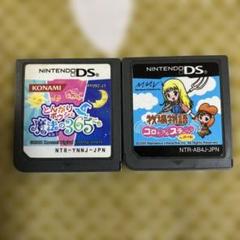 NINTENDO DS
KONAMI
とんがりボウシと
魔法の365にち
NTR-YNNJ-JPN
NINTENDO DS
MMV
牧場物語
コロボックルステーション
NTR-AB4J-JPN